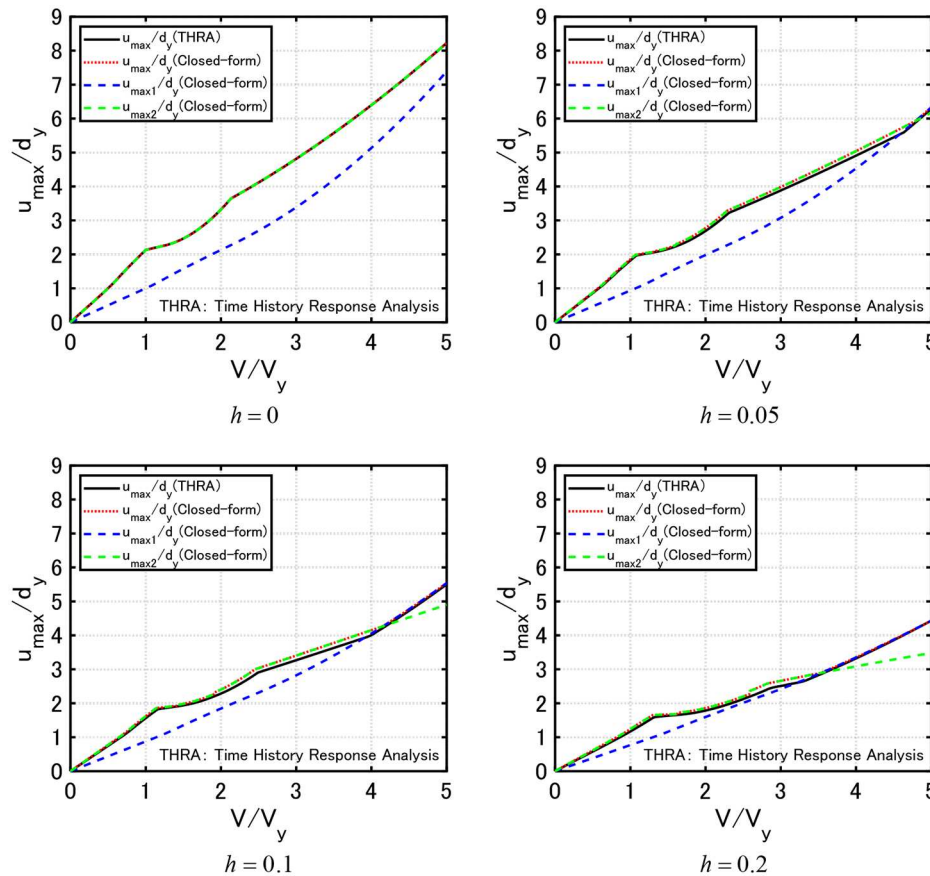 9
8
7
6
5
4
3
2
1
0
u_max/d_y
u_max/d_y(THRA)
u_max/d_y(Closed-form)
u_max1/d_y(Closed-form)
u_max2/d_y(Closed-form)
THRA: Time History Response Analysis
0 1 2 3 4 5
V/V_y
h = 0
9
8
7
6
5
4
3
2
1
0
u_max/d_y
u_max/d_y(THRA)
u_max/d_y(Closed-form)
u_max1/d_y(Closed-form)
u_max2/d_y(Closed-form)
THRA: Time History Response Analysis
0 1 2 3 4 5
V/V_y
h = 0.05
9
8
7
6
5
4
3
2
1
0
u_max/d_y
u_max/d_y(THRA)
u_max/d_y(Closed-form)
u_max1/d_y(Closed-form)
u_max2/d_y(Closed-form)
THRA: Time History Response Analysis
0 1 2 3 4 5
V/V_y
h = 0.1
9
8
7
6
5
4
3
2
1
0
u_max/d_y
u_max/d_y(THRA)
u_max/d_y(Closed-form)
u_max1/d_y(Closed-form)
u_max2/d_y(Closed-form)
THRA: Time History Response Analysis
0 1 2 3 4 5
V/V_y
h = 0.2